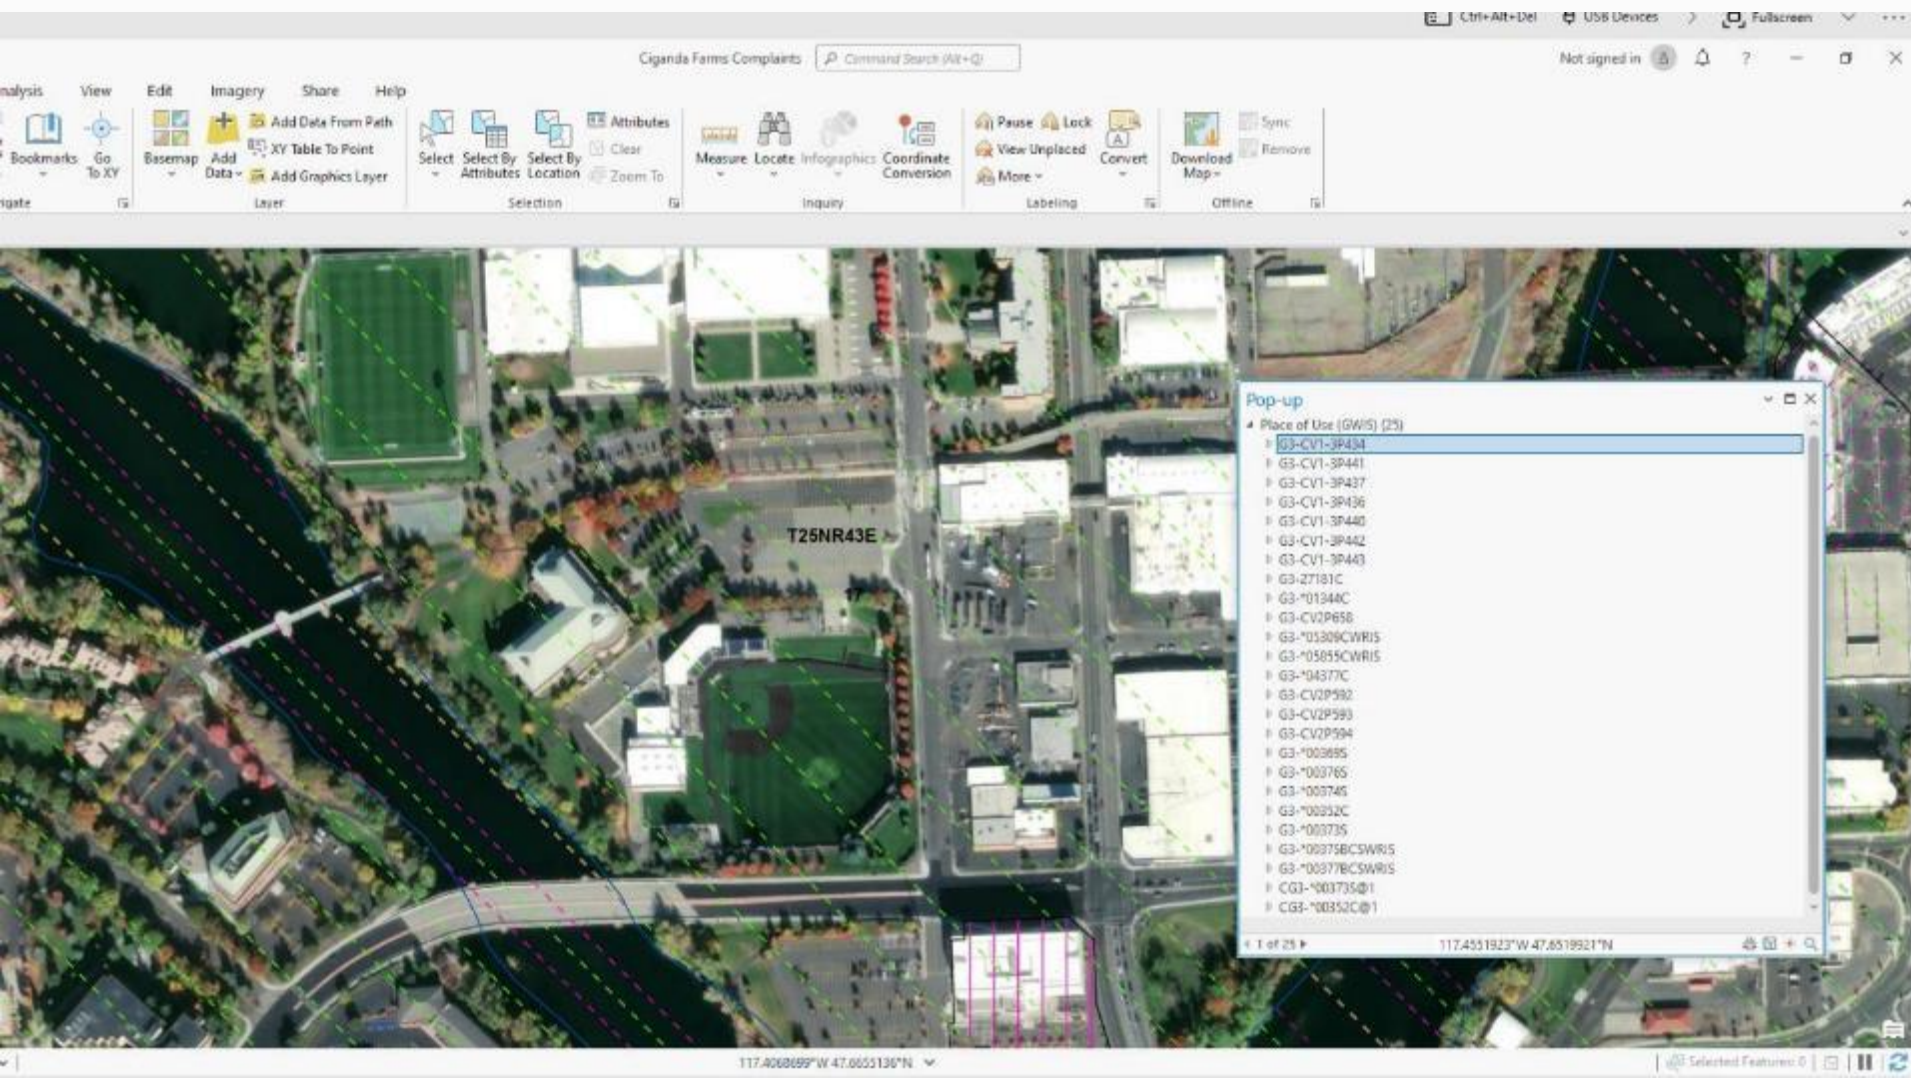 Ctrl+Alt+Del USB Devices Fullscreen
Ciganda Farms Complaints Command Search (Alt+Q) Not signed in
nalysis View Edit Imagery Share Help
Bookmarks Go To XY Basemap Add Data Add Data From Path
XY Table To Point
Add Graphics Layer
Select Select By Attributes Select By Location Attributes
Clear
Zoom To
Measure Locate Infographics Coordinate Conversion
Pause Lock
View Unplaced
More
Convert Download Map Sync
Remove
vigate Layer Selection Inquiry Labeling Offline
T25NR43E
17
Pop-up
Place of Use (GWIS) (25)
G3-CV1-3P434
G3-CV1-3P441
G3-CV1-3P437
G3-CV1-3P436
G3-CV1-3P440
G3-CV1-3P442
G3-CV1-3P443
G3-27181C
G3-*01344C
G3-CV2P658
G3-*05309CWRIS
G3-*05855CWRIS
G3-*04377C
G3-CV2P592
G3-CV2P593
G3-CV2P594
G3-*00369S
G3-*00376S
G3-*00374S
G3-*00352C
G3-*00373S
G3-*00375BCSWRIS
G3-*00377BCSWRIS
CG3-*00373S@1
CG3-*00352C@1
1 of 25 117.4551923°W 47.6519921°N
117.4068699°W 47.6655136°N Selected Features: 0